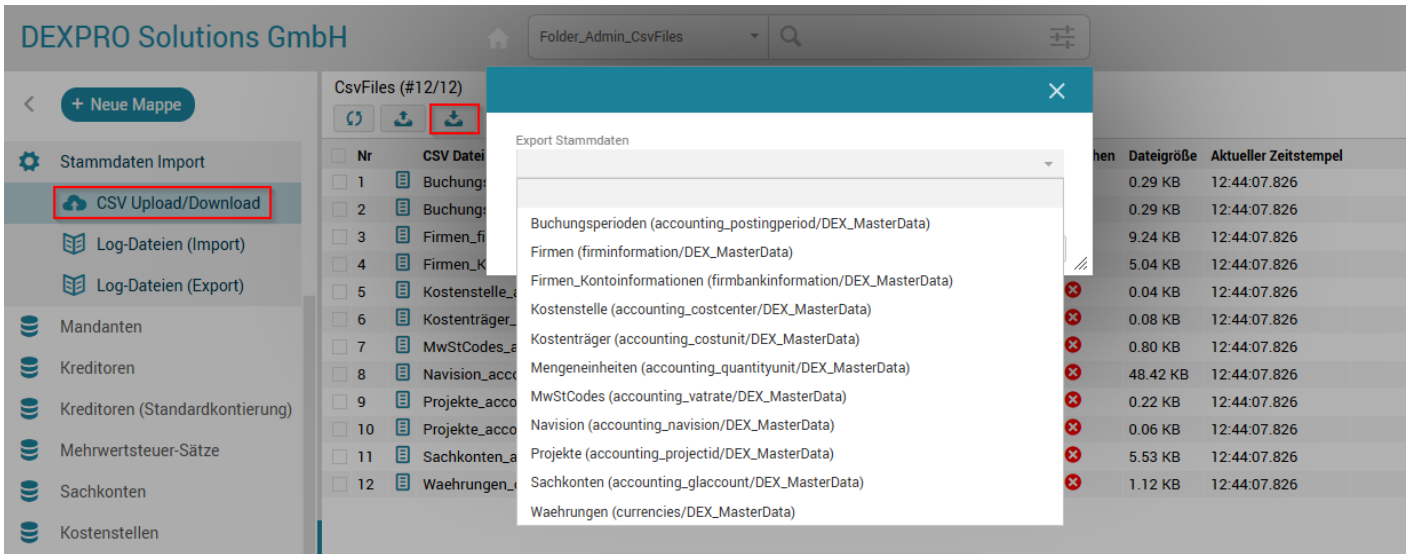 DEXPRO Solutions GmbH
Folder_Admin_CsvFiles
+ Neue Mappe
Stammdaten Import
CSV Upload/Download
Log-Dateien (Import)
Log-Dateien (Export)
Mandanten
Kreditoren
Kreditoren (Standardkontierung)
Mehrwertsteuer-Sätze
Sachkonten
Kostenstellen
CsvFiles (#12/12)
Nr CSV Datei hen Dateigröße Aktueller Zeitstempel
1 Buchung 0.29 KB 12:44:07.826
2 Buchung 0.29 KB 12:44:07.826
3 Firmen_fi 9.24 KB 12:44:07.826
4 Firmen_K 5.04 KB 12:44:07.826
5 Kostenstelle_a 0.04 KB 12:44:07.826
6 Kostenträger_ 0.08 KB 12:44:07.826
7 MwStCodes_a 0.80 KB 12:44:07.826
8 Navision_acco 48.42 KB 12:44:07.826
9 Projekte_acco 0.22 KB 12:44:07.826
10 Projekte_acco 0.06 KB 12:44:07.826
11 Sachkonten_a 5.53 KB 12:44:07.826
12 Waehrungen_ 1.12 KB 12:44:07.826
Export Stammdaten
Buchungsperioden (accounting_postingperiod/DEX_MasterData)
Firmen (firminformation/DEX_MasterData)
Firmen_Kontoinformationen (firmbankinformation/DEX_MasterData)
Kostenstelle (accounting_costcenter/DEX_MasterData)
Kostenträger (accounting_costunit/DEX_MasterData)
Mengeneinheiten (accounting_quantityunit/DEX_MasterData)
MwStCodes (accounting_vatrate/DEX_MasterData)
Navision (accounting_navision/DEX_MasterData)
Projekte (accounting_projectid/DEX_MasterData)
Sachkonten (accounting_glaccount/DEX_MasterData)
Waehrungen (currencies/DEX_MasterData)